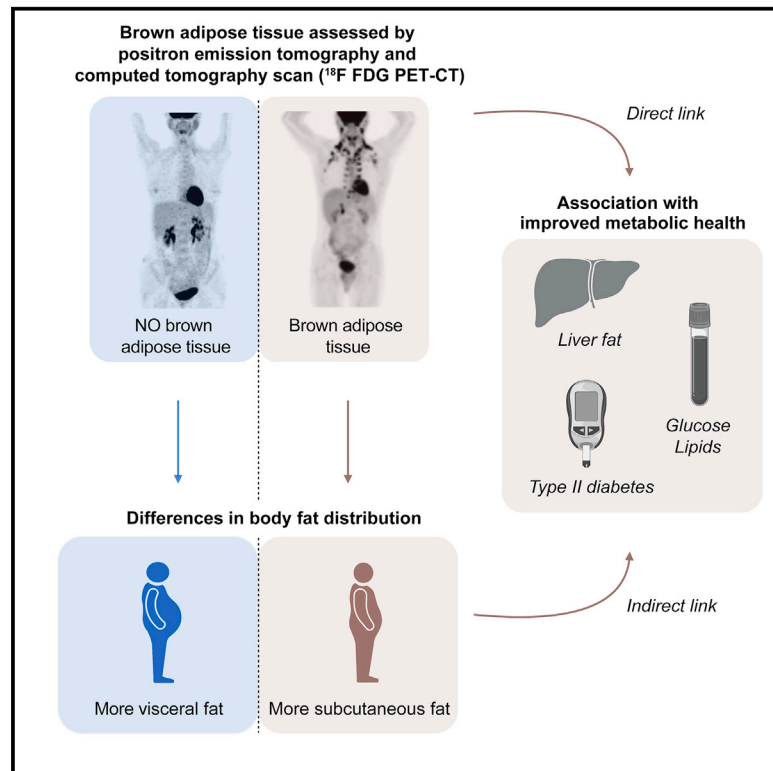 Brown adipose tissue assessed by
positron emission tomography and
computed tomography scan (¹⁸F FDG PET-CT)
NO brown
adipose tissue
Brown adipose
tissue
Direct link
Association with
improved metabolic health
Liver fat
Glucose
Lipids
Type II diabetes
Differences in body fat distribution
More visceral fat
More subcutaneous fat
Indirect link